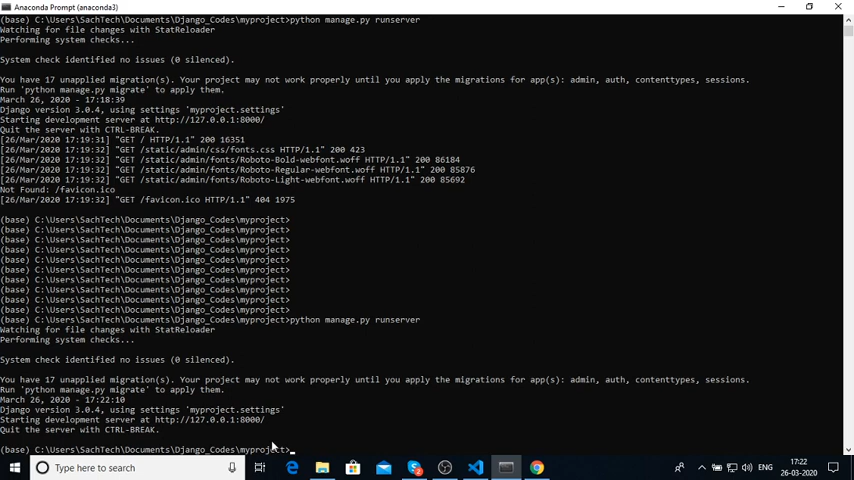 Anaconda Prompt (anaconda3)
(base) C:\Users\SachTech\Documents\Django_Codes\myproject>python manage.py runserver
Watching for file changes with StatReloader
Performing system checks...
System check identified no issues (0 silenced).
You have 17 unapplied migration(s). Your project may not work properly until you apply the migrations for app(s): admin, auth, contenttypes, sessions.
Run 'python manage.py migrate' to apply them.
March 26, 2020 - 17:18:39
Django version 3.0.4, using settings 'myproject.settings'
Starting development server at http://127.0.0.1:8000/
Quit the server with CTRL-BREAK.
[26/Mar/2020 17:19:31] "GET / HTTP/1.1" 200 16351
[26/Mar/2020 17:19:32] "GET /static/admin/css/fonts.css HTTP/1.1" 200 423
[26/Mar/2020 17:19:32] "GET /static/admin/fonts/Roboto-Bold-webfont.woff HTTP/1.1" 200 86184
[26/Mar/2020 17:19:32] "GET /static/admin/fonts/Roboto-Regular-webfont.woff HTTP/1.1" 200 85876
[26/Mar/2020 17:19:32] "GET /static/admin/fonts/Roboto-Light-webfont.woff HTTP/1.1" 200 85692
Not Found: /favicon.ico
[26/Mar/2020 17:19:32] "GET /favicon.ico HTTP/1.1" 404 1975
(base) C:\Users\SachTech\Documents\Django_Codes\myproject>
(base) C:\Users\SachTech\Documents\Django_Codes\myproject>
(base) C:\Users\SachTech\Documents\Django_Codes\myproject>
(base) C:\Users\SachTech\Documents\Django_Codes\myproject>
(base) C:\Users\SachTech\Documents\Django_Codes\myproject>
(base) C:\Users\SachTech\Documents\Django_Codes\myproject>
(base) C:\Users\SachTech\Documents\Django_Codes\myproject>
(base) C:\Users\SachTech\Documents\Django_Codes\myproject>
(base) C:\Users\SachTech\Documents\Django_Codes\myproject>
(base) C:\Users\SachTech\Documents\Django_Codes\myproject>
(base) C:\Users\SachTech\Documents\Django_Codes\myproject>python manage.py runserver
Watching for file changes with StatReloader
Performing system checks...
System check identified no issues (0 silenced).
You have 17 unapplied migration(s). Your project may not work properly until you apply the migrations for app(s): admin, auth, contenttypes, sessions.
Run 'python manage.py migrate' to apply them.
March 26, 2020 - 17:22:10
Django version 3.0.4, using settings 'myproject.settings'
Starting development server at http://127.0.0.1:8000/
Quit the server with CTRL-BREAK.
(base) C:\Users\SachTech\Documents\Django_Codes\myproject>
Type here to search
ENG
17:22
26-03-2020